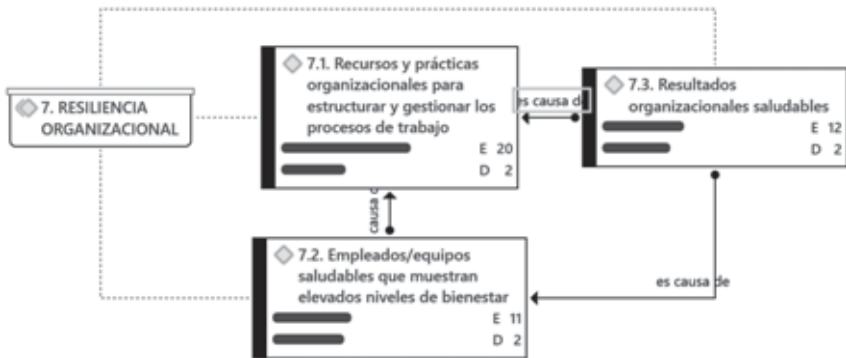 7. RESILIENCIA
ORGANIZACIONAL
7.1. Recursos y prácticas
organizacionales para
estructurar y gestionar los
procesos de trabajo
E 20
D 2
es causa de
7.3. Resultados
organizacionales saludables
E 12
D 2
causa
7.2. Empleados/equipos
saludables que muestran
elevados niveles de bienestar
E 11
D 2
es causa de